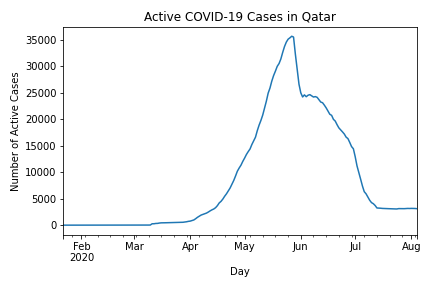 Active COVID-19 Cases in Qatar
Number of Active Cases
35000
30000
25000
20000
15000
10000
5000
0
Feb Mar Apr May Jun Jul Aug
2020
Day